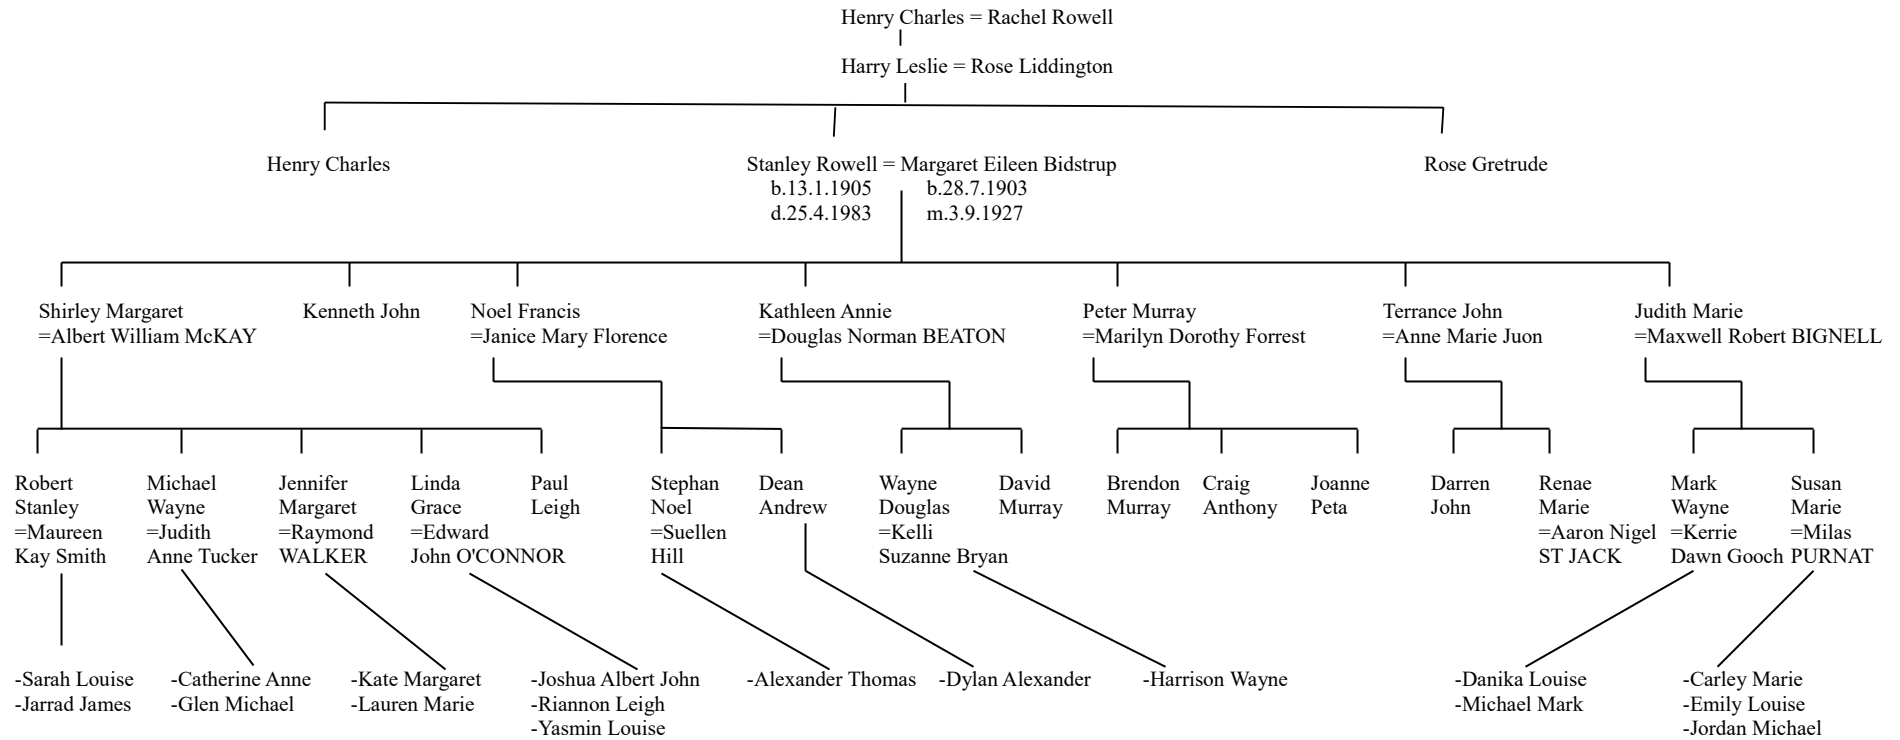 Henry Charles = Rachel Rowell
Harry Leslie = Rose Liddington
Henry Charles
Stanley Rowell = Margaret Eileen Bidstrup
b.13.1.1905 b.28.7.1903
d.25.4.1983 m.3.9.1927
Rose Gretrude
Shirley Margaret
=Albert William McKAY
Kenneth John
Noel Francis
=Janice Mary Florence
Kathleen Annie
=Douglas Norman BEATON
Peter Murray
=Marilyn Dorothy Forrest
Terrance John
=Anne Marie Juon
Judith Marie
=Maxwell Robert BIGNELL
Robert
Stanley
=Maureen
Kay Smith
Michael
Wayne
=Judith
Anne Tucker
Jennifer
Margaret
=Raymond
WALKER
Linda
Grace
=Edward
John O'CONNOR
Paul
Leigh
Stephan
Noel
=Suellen
Hill
Dean
Andrew
Wayne
Douglas
=Kelli
Suzanne Bryan
David
Murray
Brendon
Murray
Craig
Anthony
Joanne
Peta
Darren
John
Renae
Marie
=Aaron Nigel
ST JACK
Mark
Wayne
=Kerrie
Dawn Gooch
Susan
Marie
=Milas
PURNAT
-Sarah Louise
-Jarrad James
-Catherine Anne
-Glen Michael
-Kate Margaret
-Lauren Marie
-Joshua Albert John
-Riannon Leigh
-Yasmin Louise
-Alexander Thomas
-Dylan Alexander
-Harrison Wayne
-Danika Louise
-Michael Mark
-Carley Marie
-Emily Louise
-Jordan Michael